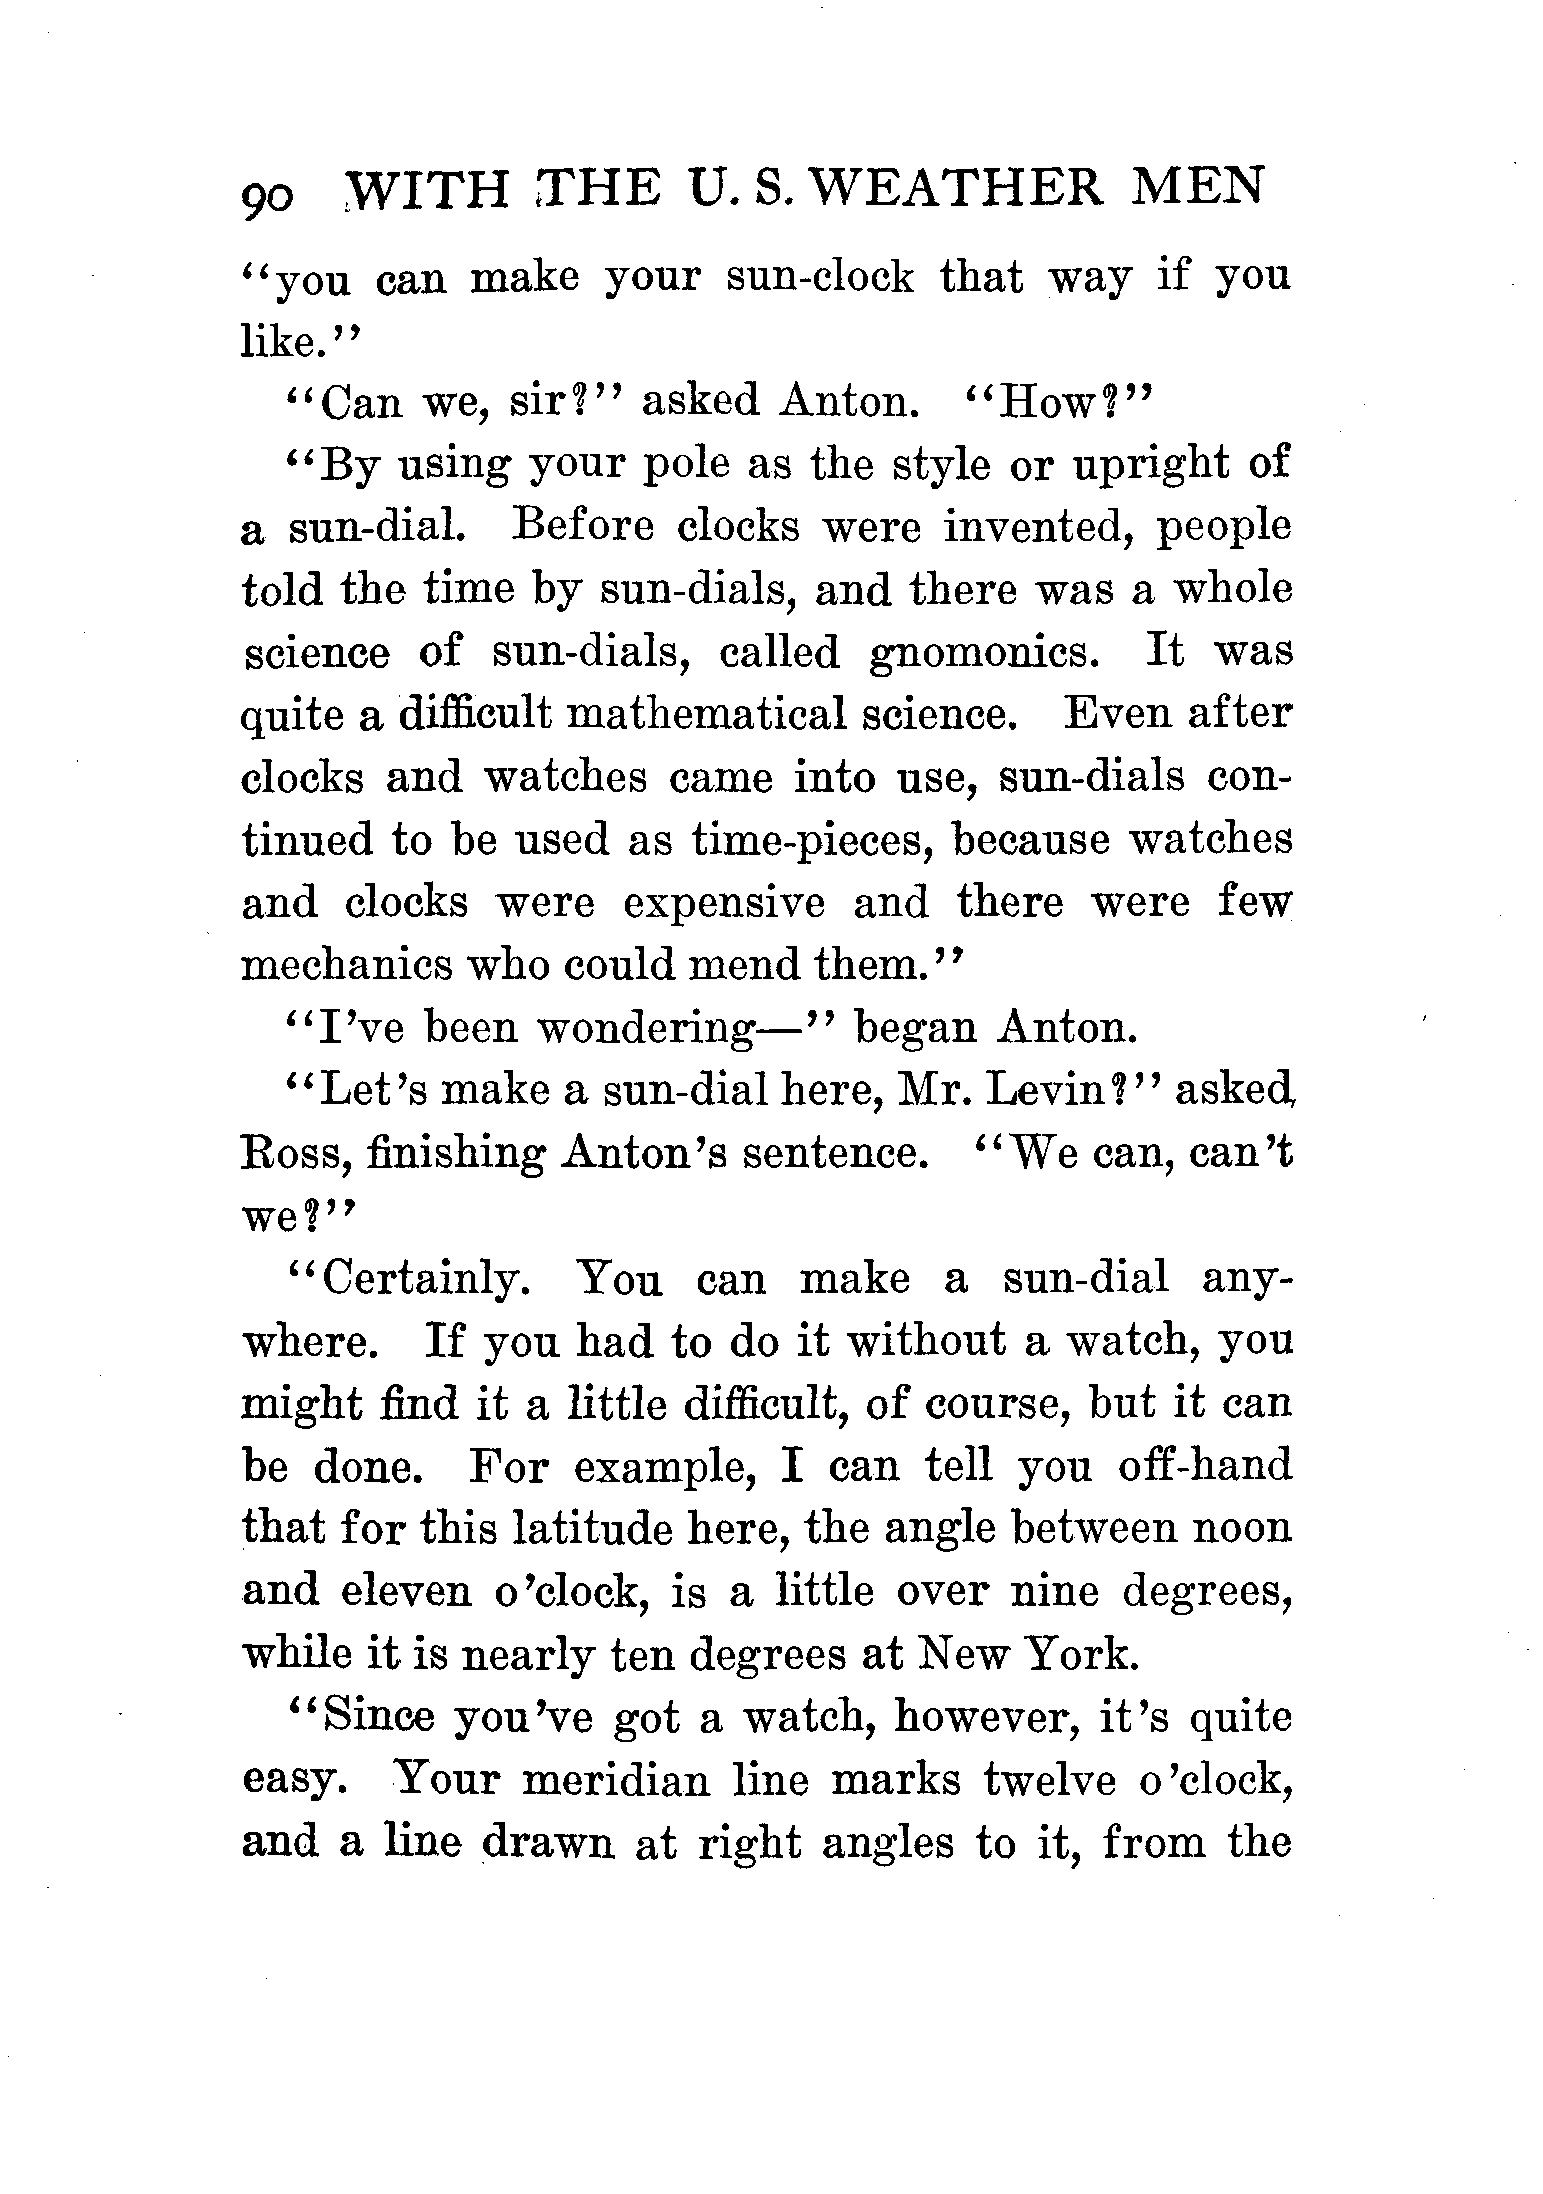 90 WITH THE U. S. WEATHER MEN
“you can make your sun-clock that way if you
like.”
“Can we, sir?” asked Anton. “How?”
“By using your pole as the style or upright of
a sun-dial. Before clocks were invented, people
told the time by sun-dials, and there was a whole
science of sun-dials, called gnomonics. It was
quite a difficult mathematical science. Even after
clocks and watches came into use, sun-dials con-
tinued to be used as time-pieces, because watches
and clocks were expensive and there were few
mechanics who could mend them.”
“I’ve been wondering—” began Anton.
“Let’s make a sun-dial here, Mr. Levin?” asked
Ross, finishing Anton’s sentence. “We can, can’t
we?”
“Certainly. You can make a sun-dial any-
where. If you had to do it without a watch, you
might find it a little difficult, of course, but it can
be done. For example, I can tell you off-hand
that for this latitude here, the angle between noon
and eleven o’clock, is a little over nine degrees,
while it is nearly ten degrees at New York.
“Since you’ve got a watch, however, it’s quite
easy. Your meridian line marks twelve o’clock,
and a line drawn at right angles to it, from the